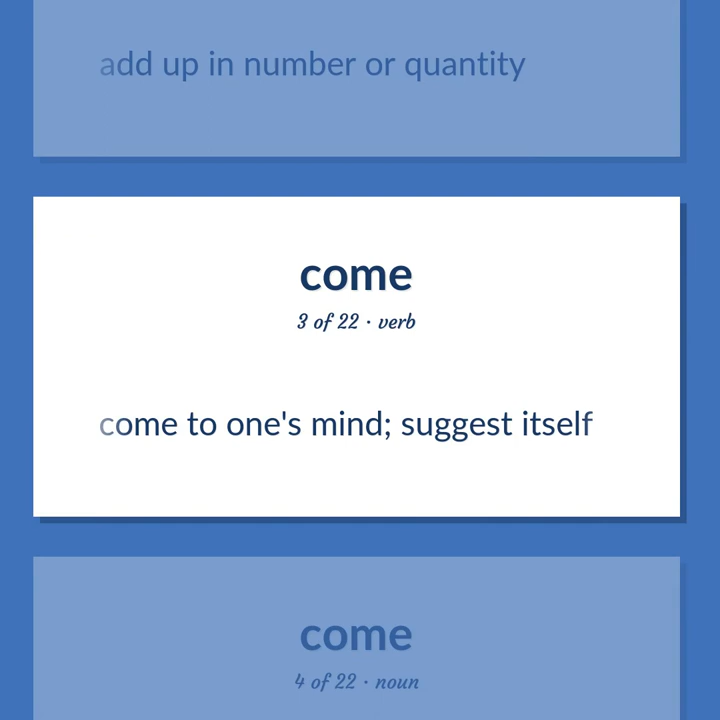 add up in number or quantity
come
3 of 22 · verb
come to one's mind; suggest itself
come
4 of 22 · noun